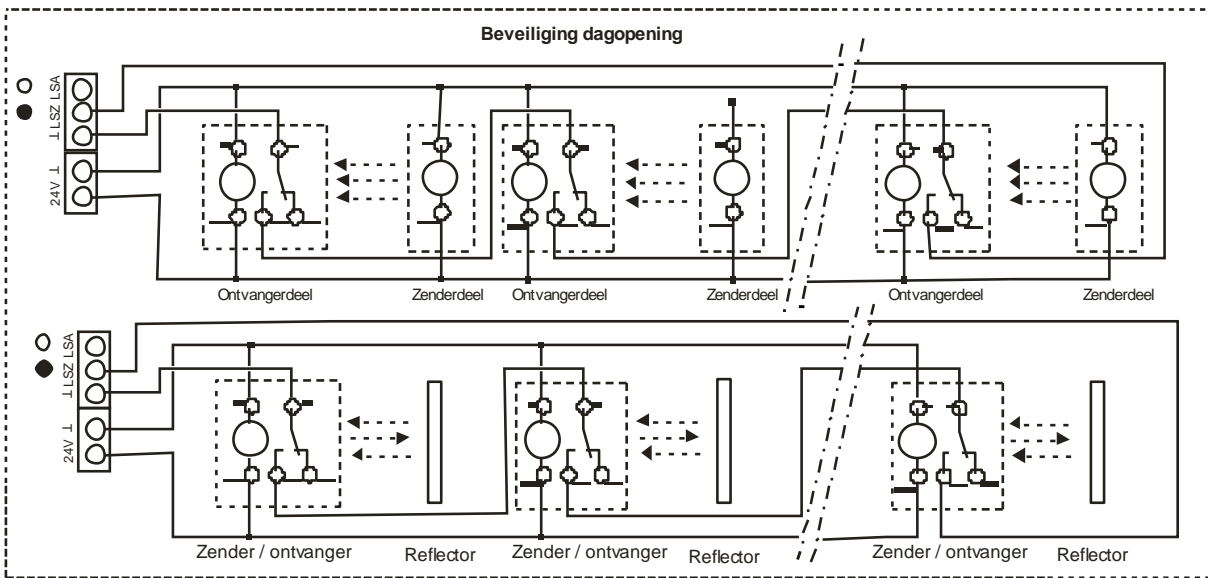 Beveiliging dagopening
⊥ LSZ LSA
24V ⊥
Ontvangerdeel
Zenderdeel
Ontvangerdeel
Zenderdeel
Ontvangerdeel
Zenderdeel
⊥ LSZ LSA
24V ⊥
Zender / ontvanger
Reflector
Zender / ontvanger
Reflector
Zender / ontvanger
Reflector